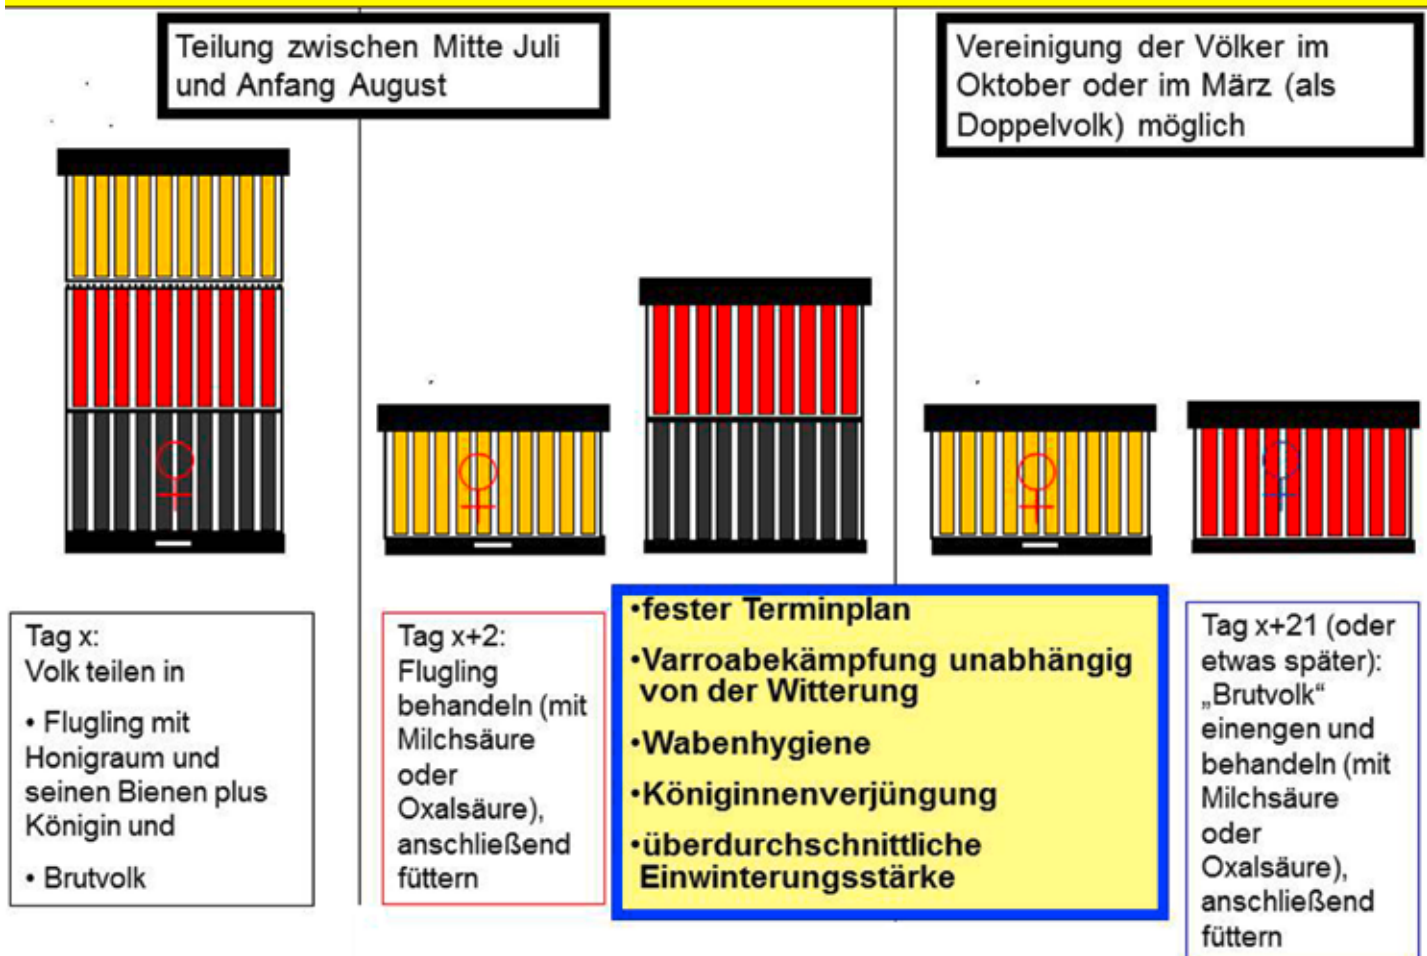 Teilung zwischen Mitte Juli
und Anfang August
Vereinigung der Völker im
Oktober oder im März (als
Doppelvolk) möglich
Tag x:
Volk teilen in
• Flugling mit
Honigraum und
seinen Bienen plus
Königin und
• Brutvolk
Tag x+2:
Flugling
behandeln (mit
Milchsäure
oder
Oxalsäure),
anschließend
füttern
•fester Terminplan
•Varroabekämpfung unabhängig
von der Witterung
•Wabenhygiene
•Königinnenverjüngung
•überdurchschnittliche
Einwinterungsstärke
Tag x+21 (oder
etwas später):
„Brutvolk“
einengen und
behandeln (mit
Milchsäure
oder
Oxalsäure),
anschließend
füttern